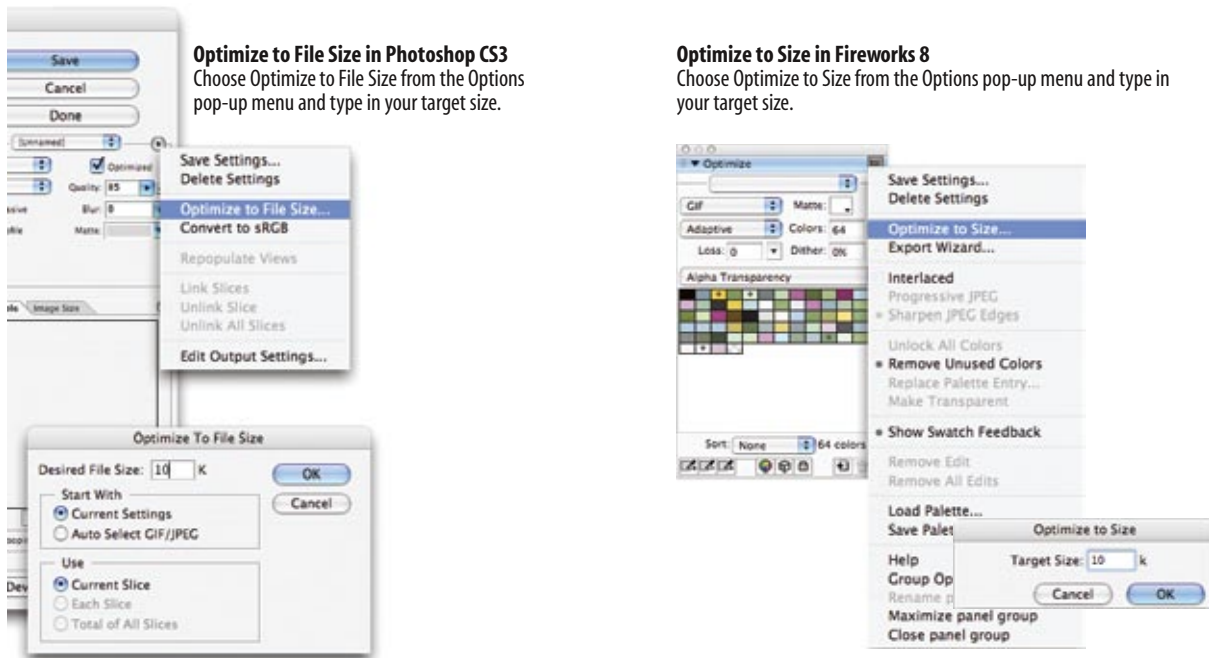 Optimize to File Size in Photoshop CS3
Choose Optimize to File Size from the Options
pop-up menu and type in your target size.
Save
Cancel
Done
[Unnamed]
Optimized
Quality: 85
Blur: 0
Matte:
Image Size
Save Settings...
Delete Settings
Optimize to File Size...
Convert to sRGB
Repopulate Views
Link Slices
Unlink Slice
Unlink All Slices
Edit Output Settings...
Optimize To File Size
Desired File Size: 10 K
OK
Cancel
Start With
Current Settings
Auto Select GIF/JPEG
Use
Current Slice
Each Slice
Total of All Slices
Optimize to Size in Fireworks 8
Choose Optimize to Size from the Options pop-up menu and type in
your target size.
Optimize
GIF
Matte:
Adaptive
Colors: 64
Loss: 0
Dither: 0%
Alpha Transparency
Sort: None
64 colors
Save Settings...
Delete Settings
Optimize to Size...
Export Wizard...
Interlaced
Progressive JPEG
Sharpen JPEG Edges
Unlock All Colors
Remove Unused Colors
Replace Palette Entry...
Make Transparent
Show Swatch Feedback
Remove Edit
Remove All Edits
Load Palette...
Save Palet
Help
Group Op
Rename p
Maximize panel group
Close panel group
Optimize to Size
Target Size: 10 k
Cancel
OK